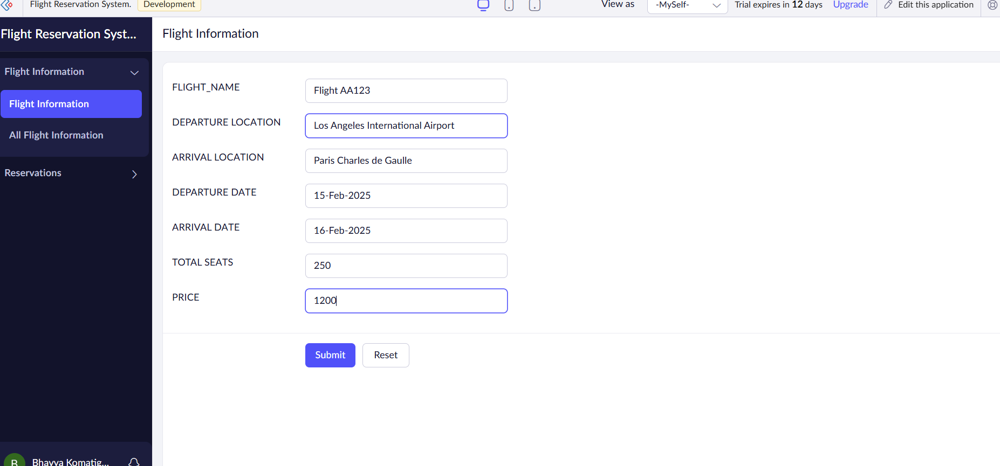 Flight Reservation System. Development View as -MySelf- Trial expires in 12 days Upgrade Edit this application
Flight Reservation Syst...
Flight Information
Flight Information
All Flight Information
Reservations
Flight Information
FLIGHT_NAME Flight AA123
DEPARTURE LOCATION Los Angeles International Airport
ARRIVAL LOCATION Paris Charles de Gaulle
DEPARTURE DATE 15-Feb-2025
ARRIVAL DATE 16-Feb-2025
TOTAL SEATS 250
PRICE 1200
Submit Reset
B Bhavya Komatig...